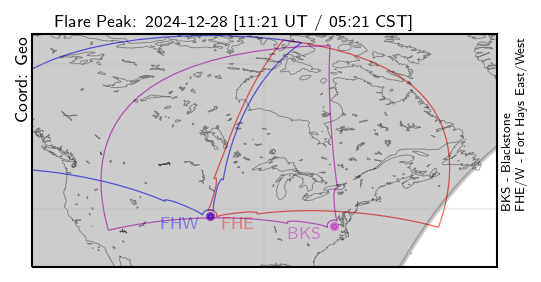 Flare Peak: 2024-12-28 [11:21 UT / 05:21 CST]
Coord: Geo
FHW
FHE
BKS
BKS - Blackstone
FHE/W - Fort Hays East/West